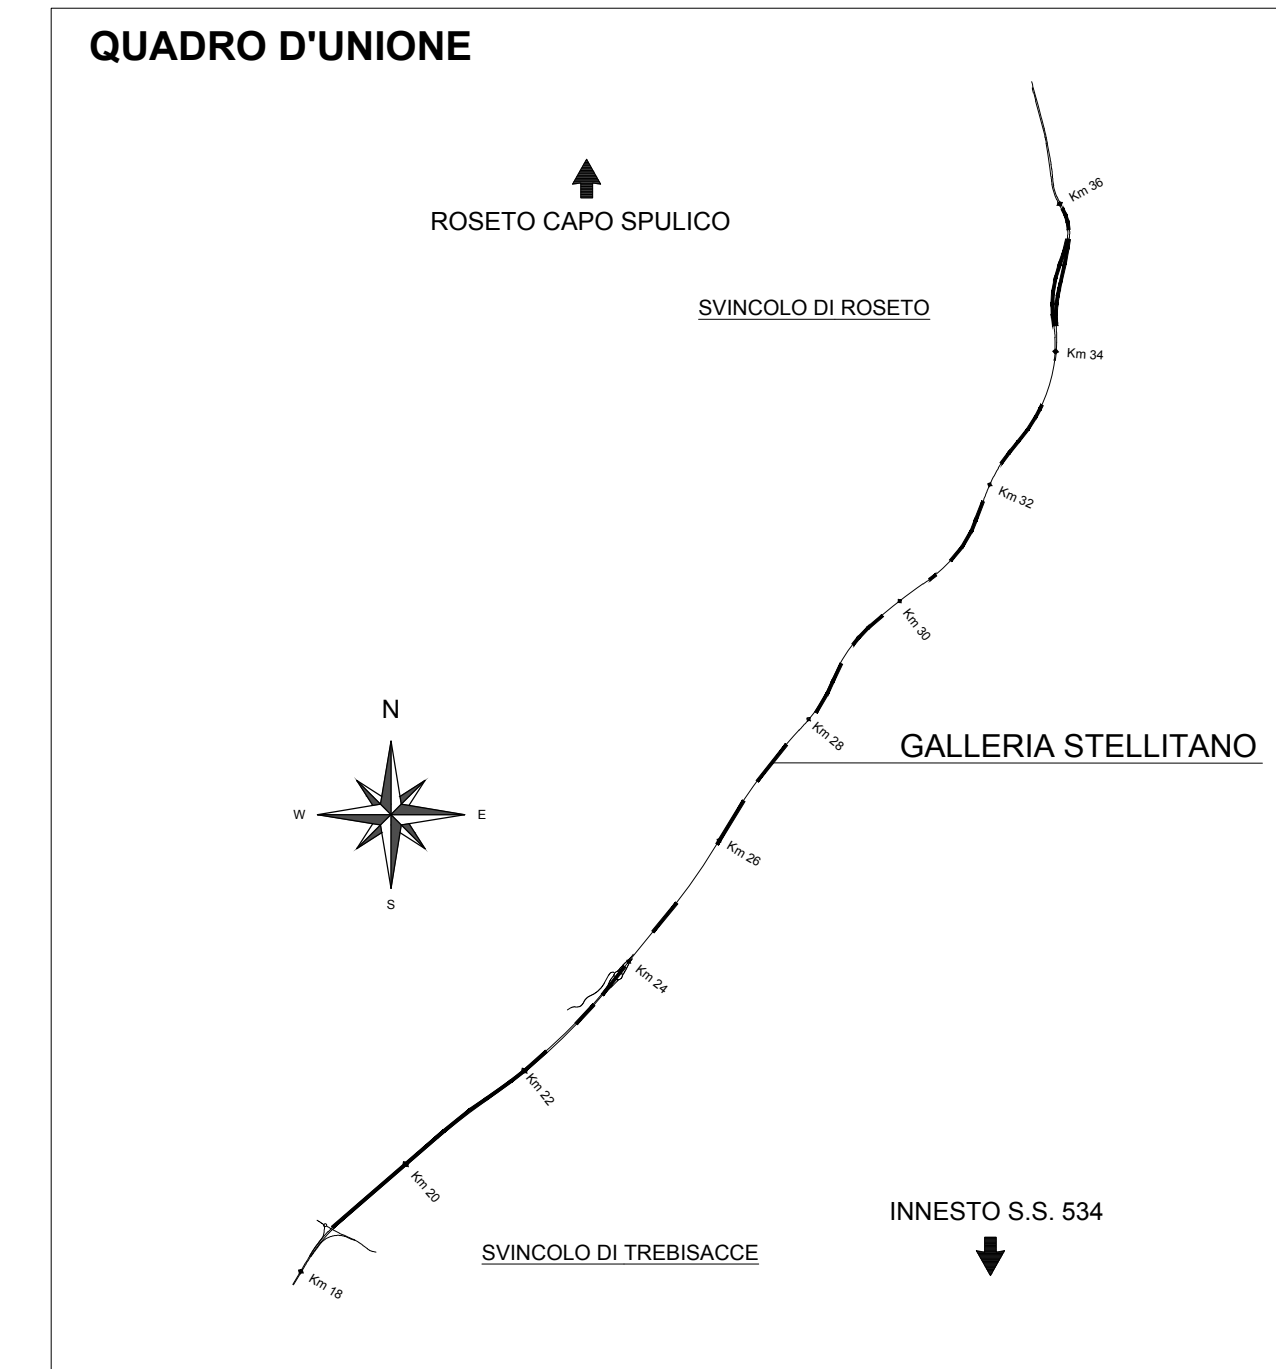 QUADRO D'UNIONE
Km 36
ROSETO CAPO SPULICO
SVINCOLO DI ROSETO
Km 34
Km 32
Km 30
N
Km 28
GALLERIA STELLITANO
W
E
Km 26
S
Km 24
Km 22
Km 20
INNESTO S.S. 534
SVINCOLO DI TREBISACCE
Km 18